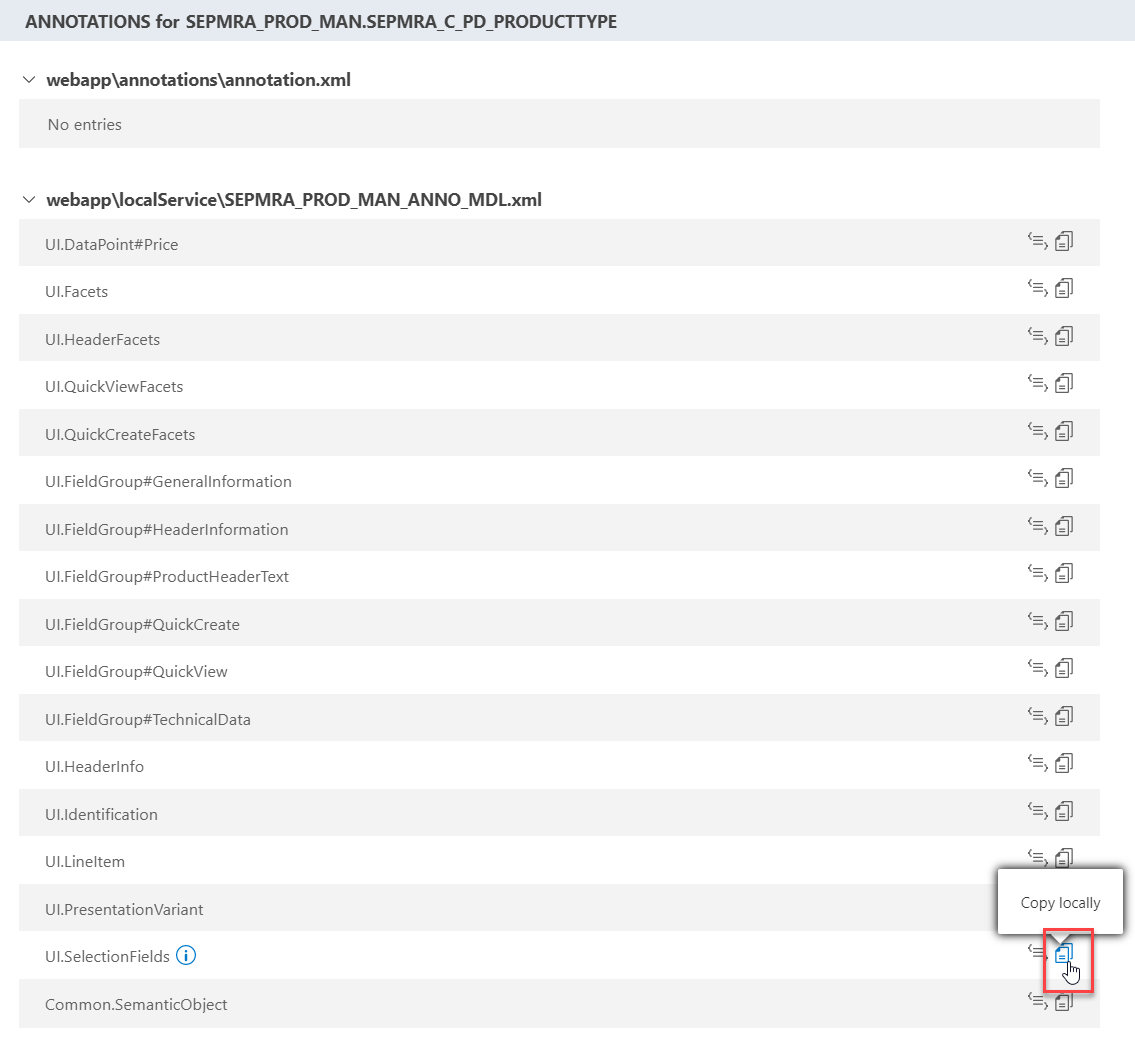 ANNOTATIONS for SEPMRA_PROD_MAN.SEPMRA_C_PD_PRODUCTTYPE
webapp\annotations\annotation.xml
No entries
webapp\localService\SEPMRA_PROD_MAN_ANNO_MDL.xml
UI.DataPoint#Price
UI.Facets
UI.HeaderFacets
UI.QuickViewFacets
UI.QuickCreateFacets
UI.FieldGroup#GeneralInformation
UI.FieldGroup#HeaderInformation
UI.FieldGroup#ProductHeaderText
UI.FieldGroup#QuickCreate
UI.FieldGroup#QuickView
UI.FieldGroup#TechnicalData
UI.HeaderInfo
UI.Identification
UI.LineItem
Copy locally
UI.PresentationVariant
UI.SelectionFields
Common.SemanticObject